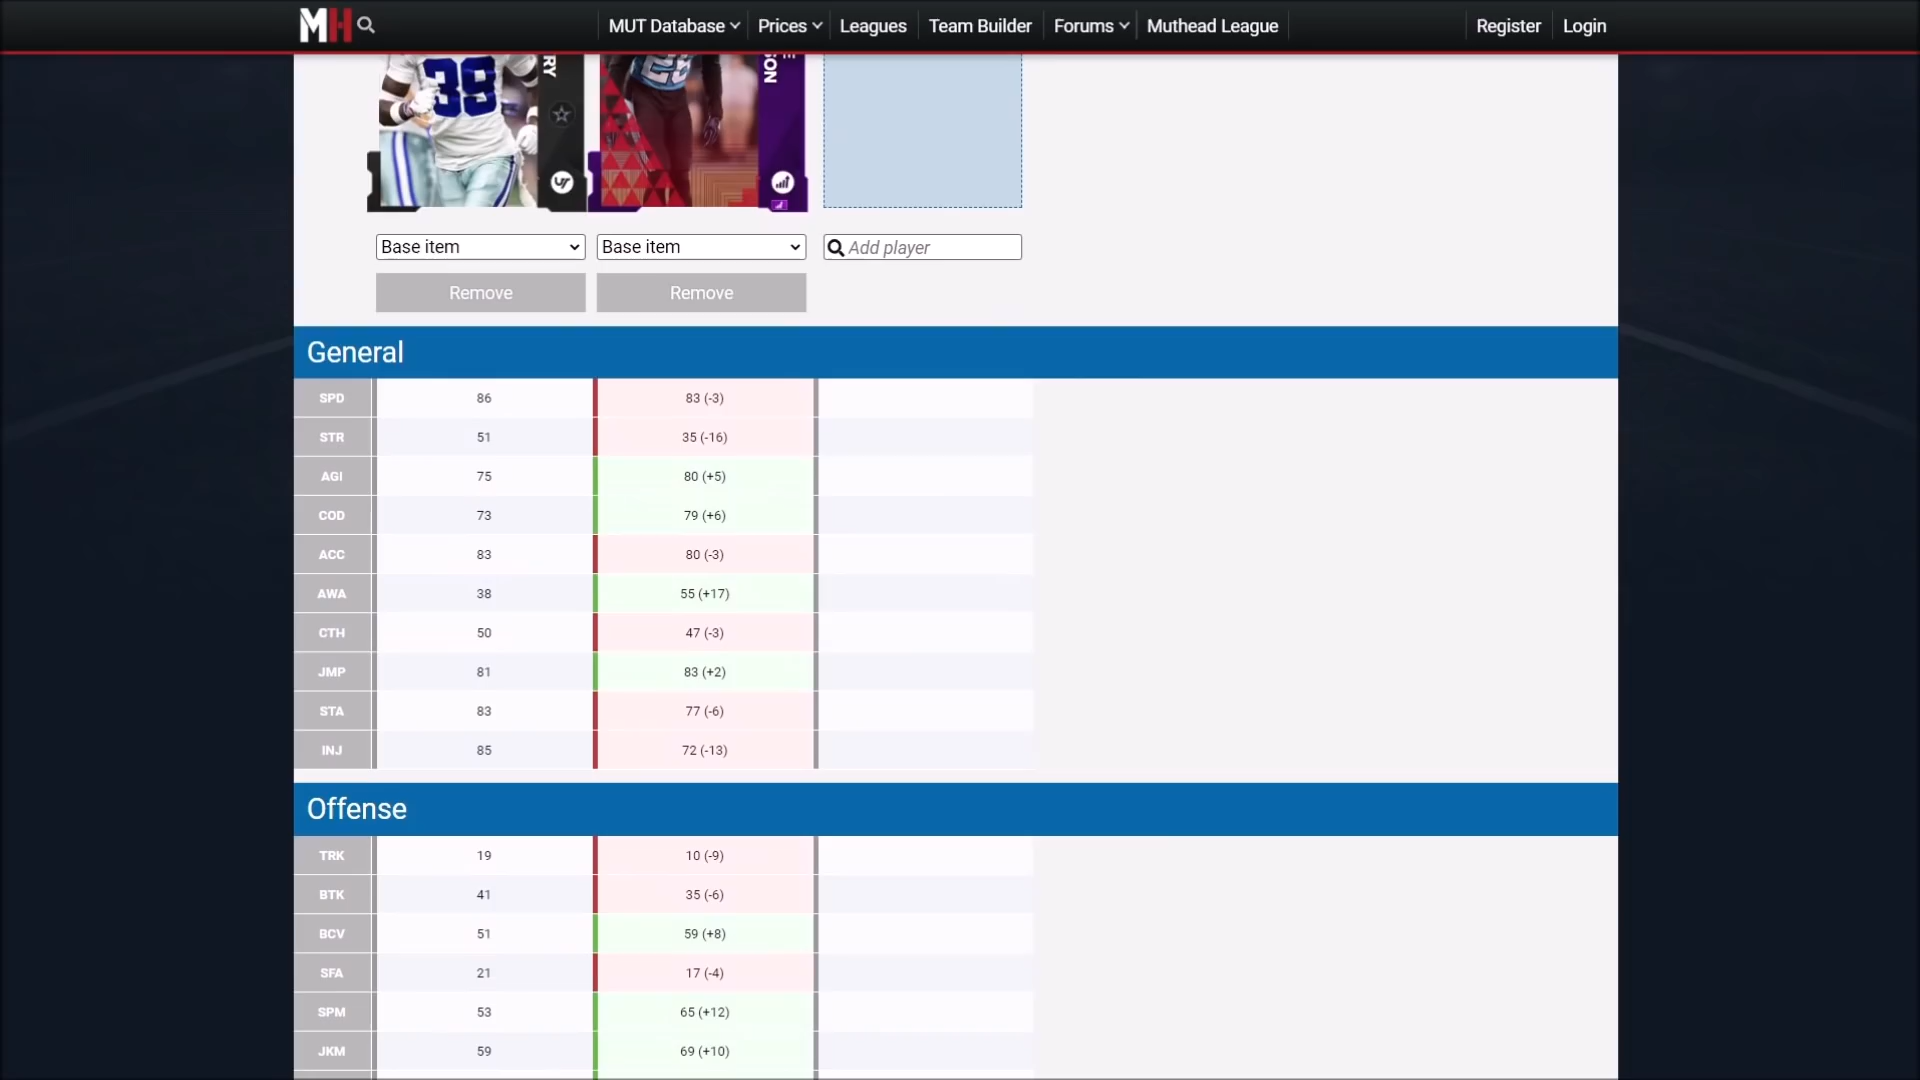 MH
MUT Database
Prices
Leagues
Team Builder
Forums
Muthead League
Register
Login
39
RY
SON
UT
Base item
Base item
Add player
Remove
Remove
General
SPD 86 83 (-3)
STR 51 35 (-16)
AGI 75 80 (+5)
COD 73 79 (+6)
ACC 83 80 (-3)
AWA 38 55 (+17)
CTH 50 47 (-3)
JMP 81 83 (+2)
STA 83 77 (-6)
INJ 85 72 (-13)
Offense
TRK 19 10 (-9)
BTK 41 35 (-6)
BCV 51 59 (+8)
SFA 21 17 (-4)
SPM 53 65 (+12)
JKM 59 69 (+10)